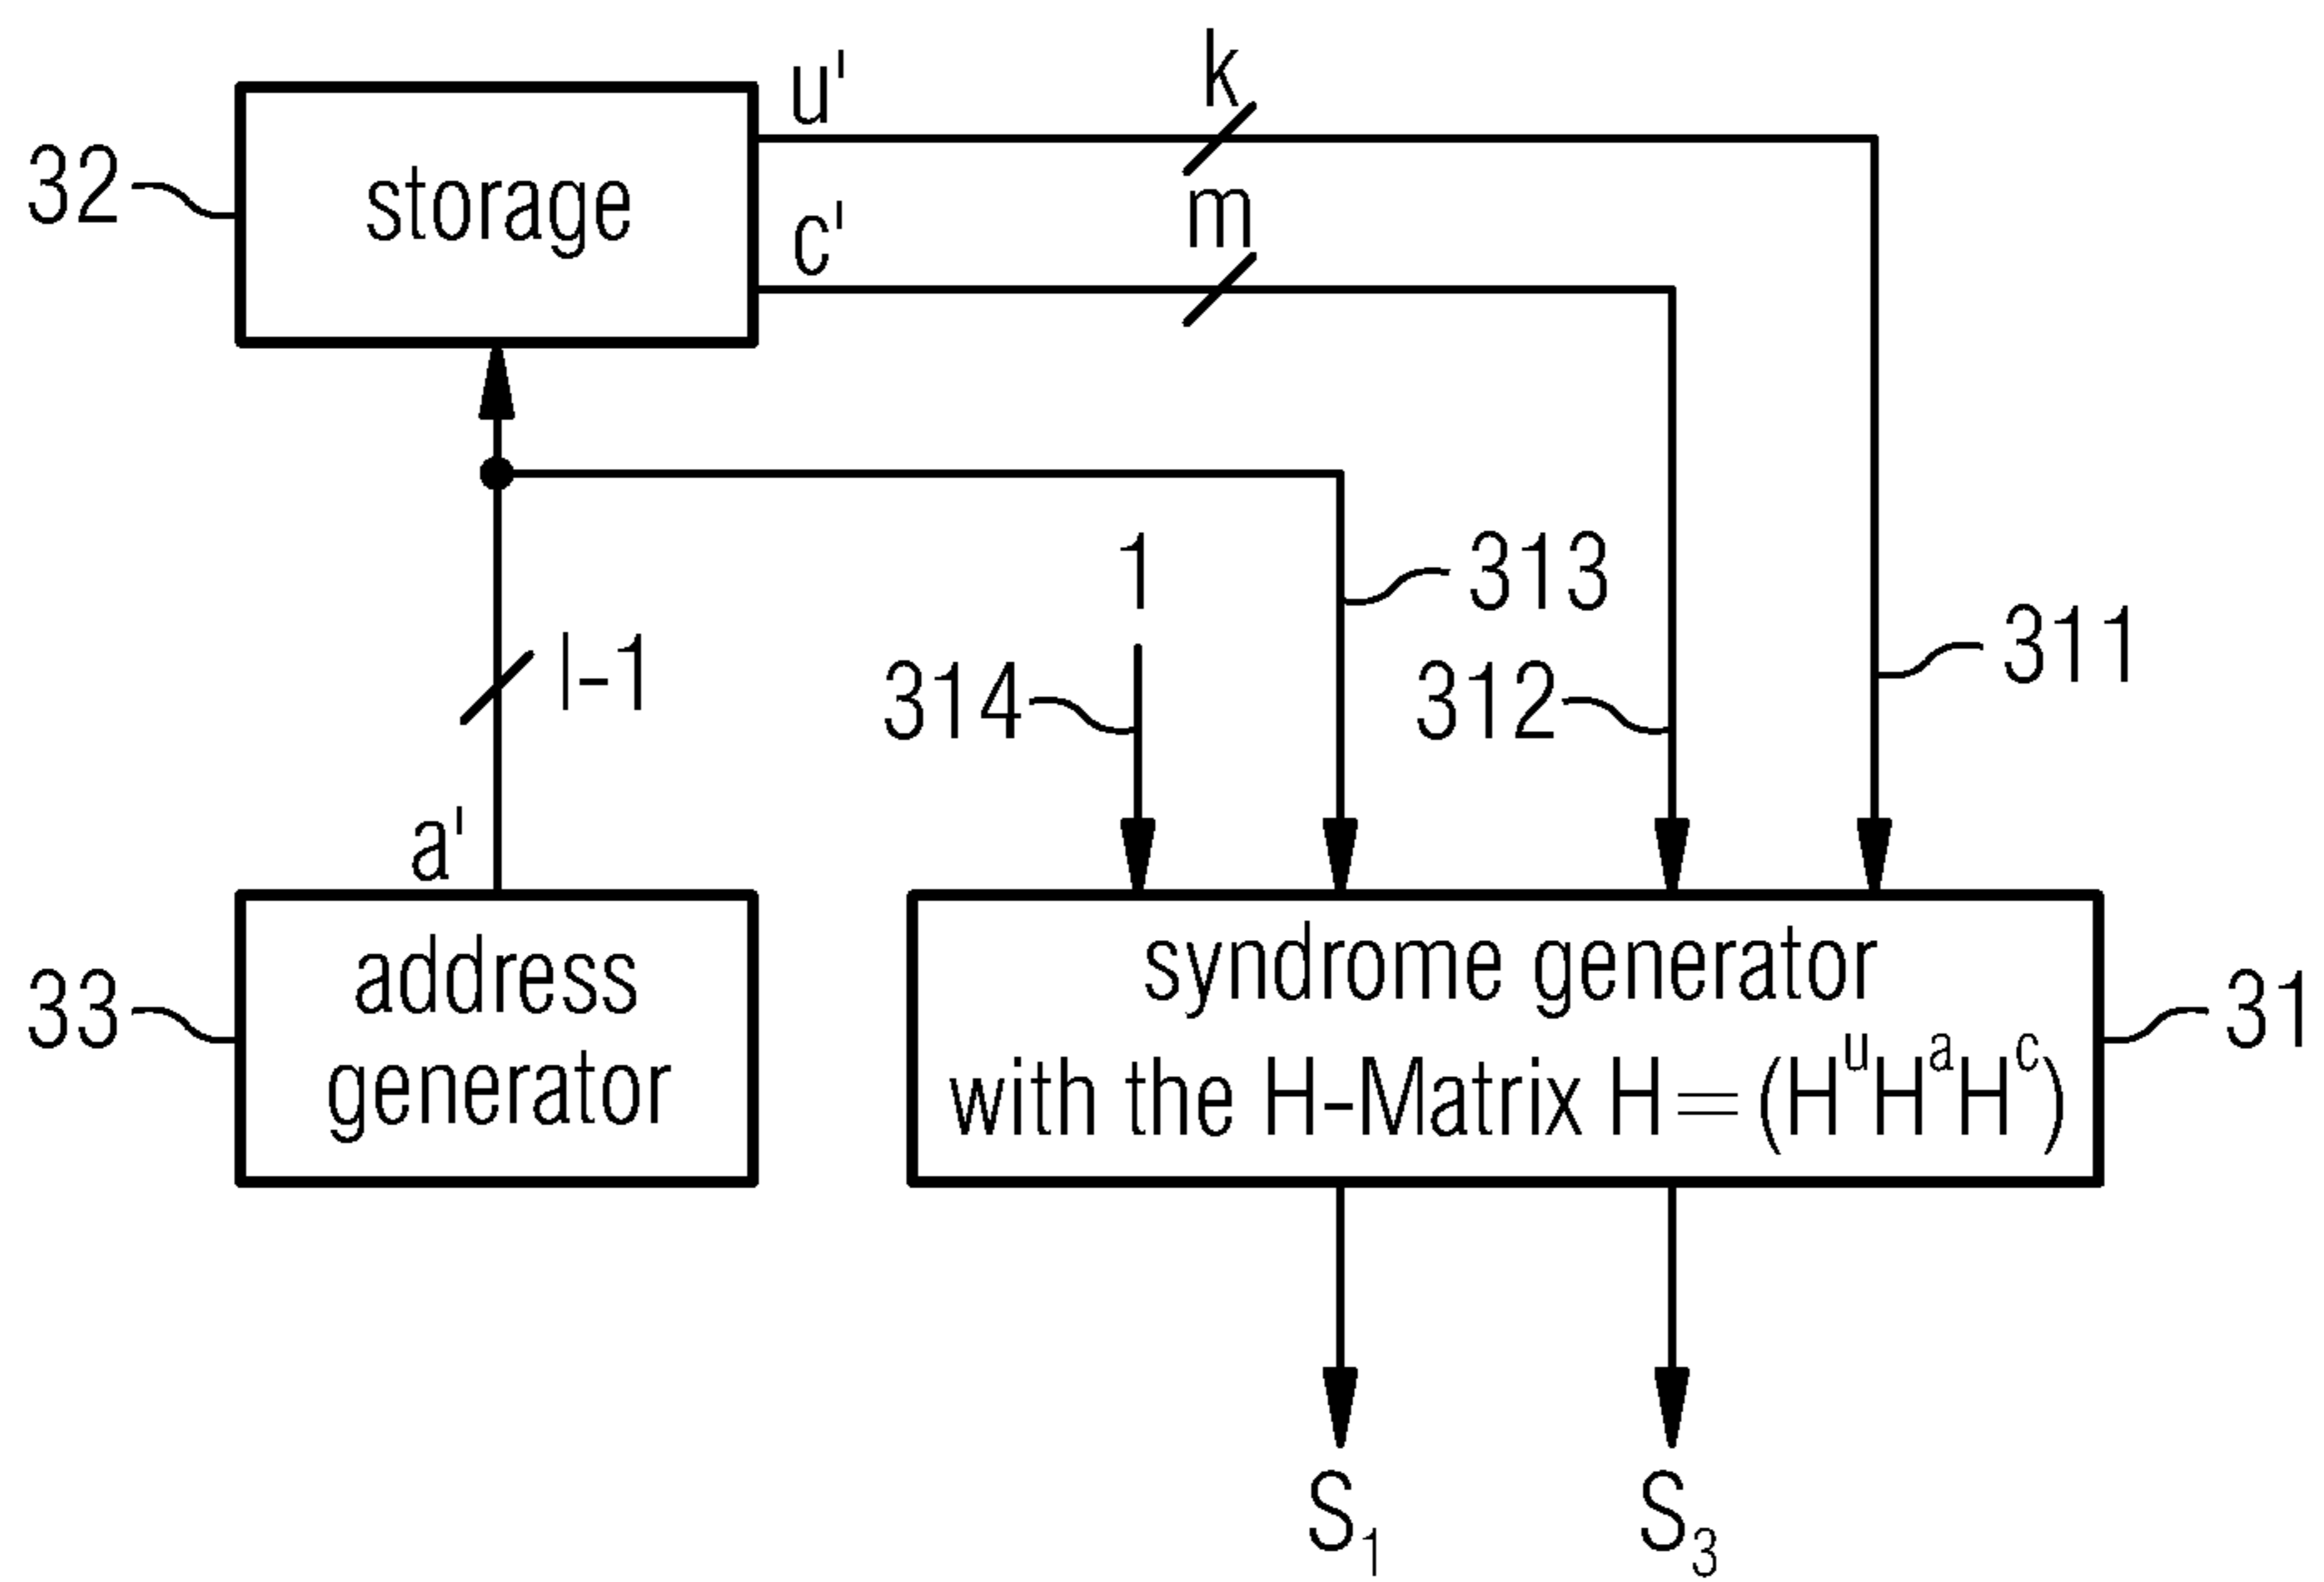 u'
k
32
storage
c'
m
1
313
311
l-1
314
312
a'
33
address
generator
syndrome generator
with the H-Matrix H=(HᵘHᵃHᶜ)
31
S₁
S₃